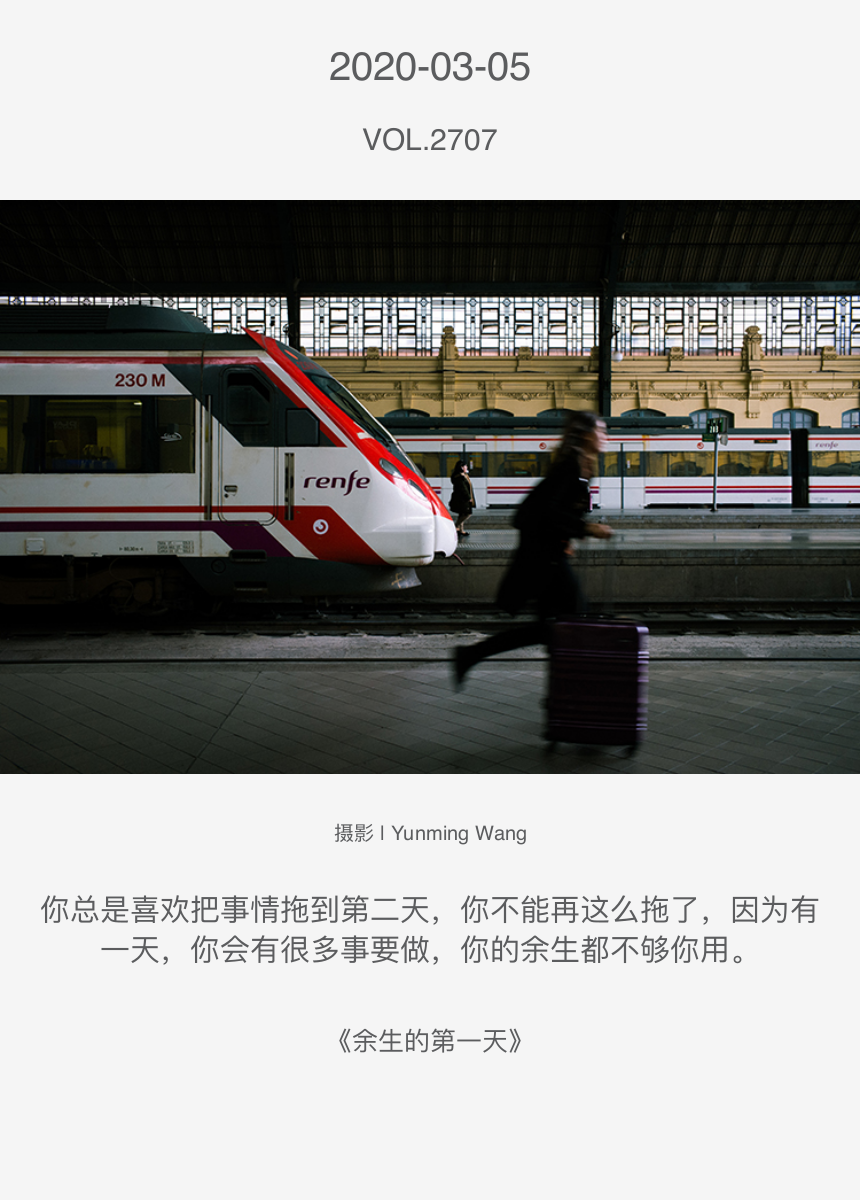 2020-03-05
VOL.2707
230 M
renfe
renfe
摄影 | Yunming Wang
你总是喜欢把事情拖到第二天，你不能再这么拖了，因为有
一天，你会有很多事要做，你的余生都不够你用。
《余生的第一天》